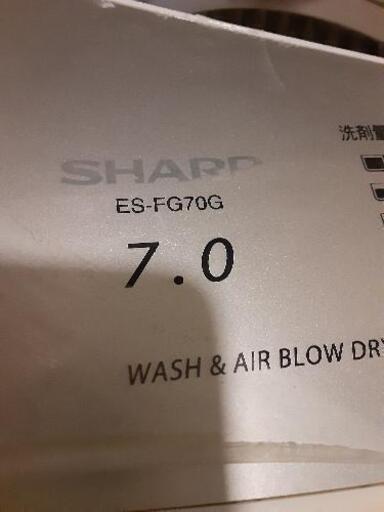 洗剤量
SHARP
ES-FG70G
7.0
WASH & AIR BLOW DRY